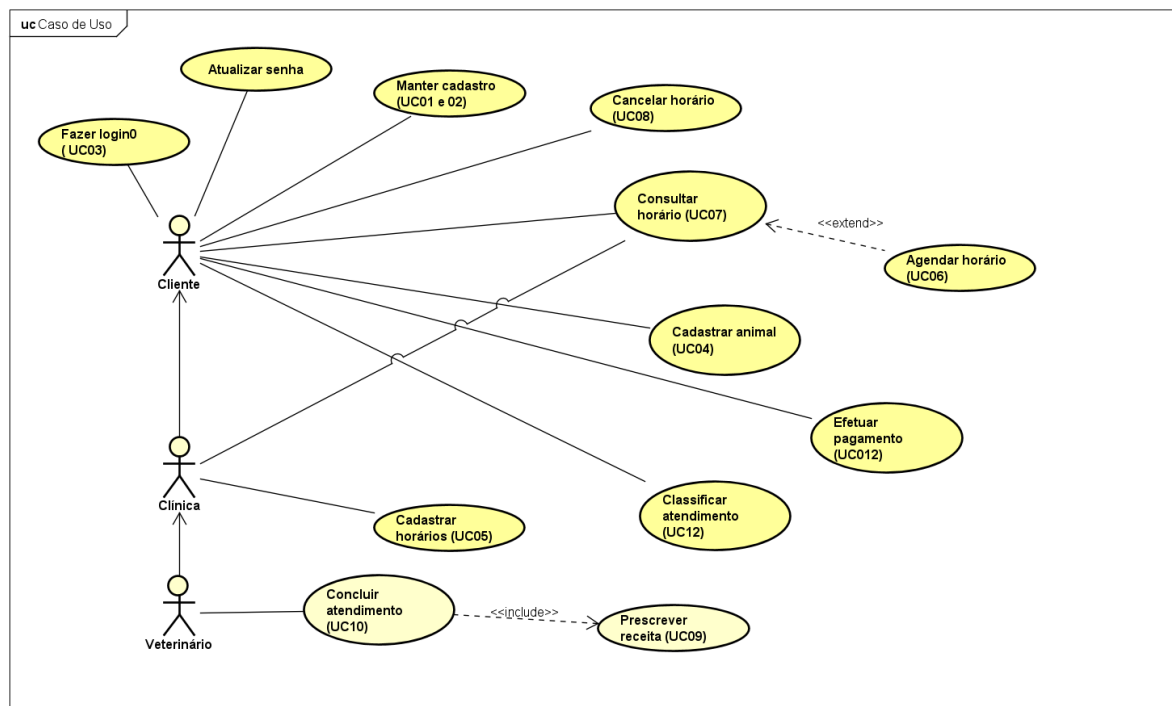 uc Caso de Uso
Atualizar senha
Manter cadastro
(UC01 e 02)
Cancelar horário
(UC08)
Fazer login0
( UC03)
Consultar
horário (UC07)
<<extend>>
Agendar horário
(UC06)
Cliente
Cadastrar animal
(UC04)
Efetuar
pagamento
(UC012)
Clínica
Classificar
atendimento
(UC12)
Cadastrar
horários (UC05)
Concluir
atendimento
(UC10)
<<include>>
Prescrever
receita (UC09)
Veterinário